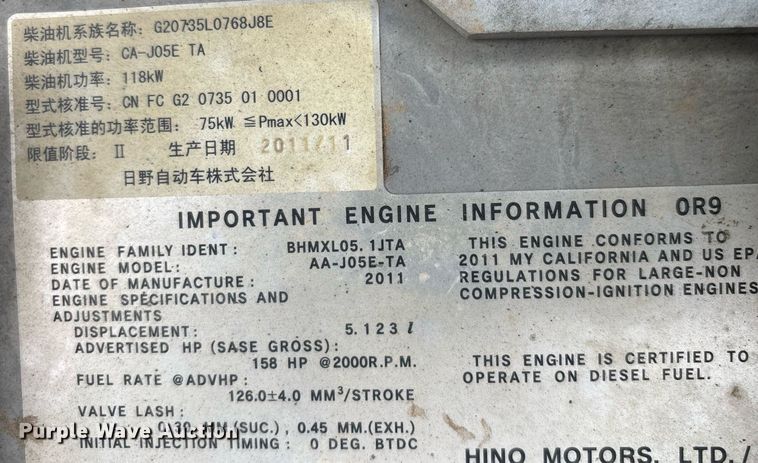 柴油机系族名称: G20735L0768J8E
柴油机型号: CA-J05E TA
柴油机功率: 118kW
型式核准号: CN FC G2 0735 01 0001
型式核准的功率范围: 75kW ≦Pmax<130kW
限值阶段: Ⅱ 生产日期 2011/11
日野自动车株式会社
IMPORTANT ENGINE INFORMATION 0R9
ENGINE FAMILY IDENT: BHMXL05.1JTA
ENGINE MODEL: AA-J05E-TA
DATE OF MANUFACTURE: 2011
ENGINE SPECIFICATIONS AND
ADJUSTMENTS
DISPLACEMENT: 5.123 l
ADVERTISED HP (SASE GROSS):
158 HP @2000R.P.M.
FUEL RATE @ADVHP:
126.0±4.0 MM³/STROKE
VALVE LASH:
0.30 MM.(SUC.), 0.45 MM.(EXH.)
INITIAL INJECTION TIMING: 0 DEG. BTDC
THIS ENGINE CONFORMS TO
2011 MY CALIFORNIA AND US EPA
REGULATIONS FOR LARGE-NON
COMPRESSION-IGNITION ENGINES
THIS ENGINE IS CERTIFIED TO
OPERATE ON DIESEL FUEL.
HINO MOTORS, LTD./
Purple Wave Auction